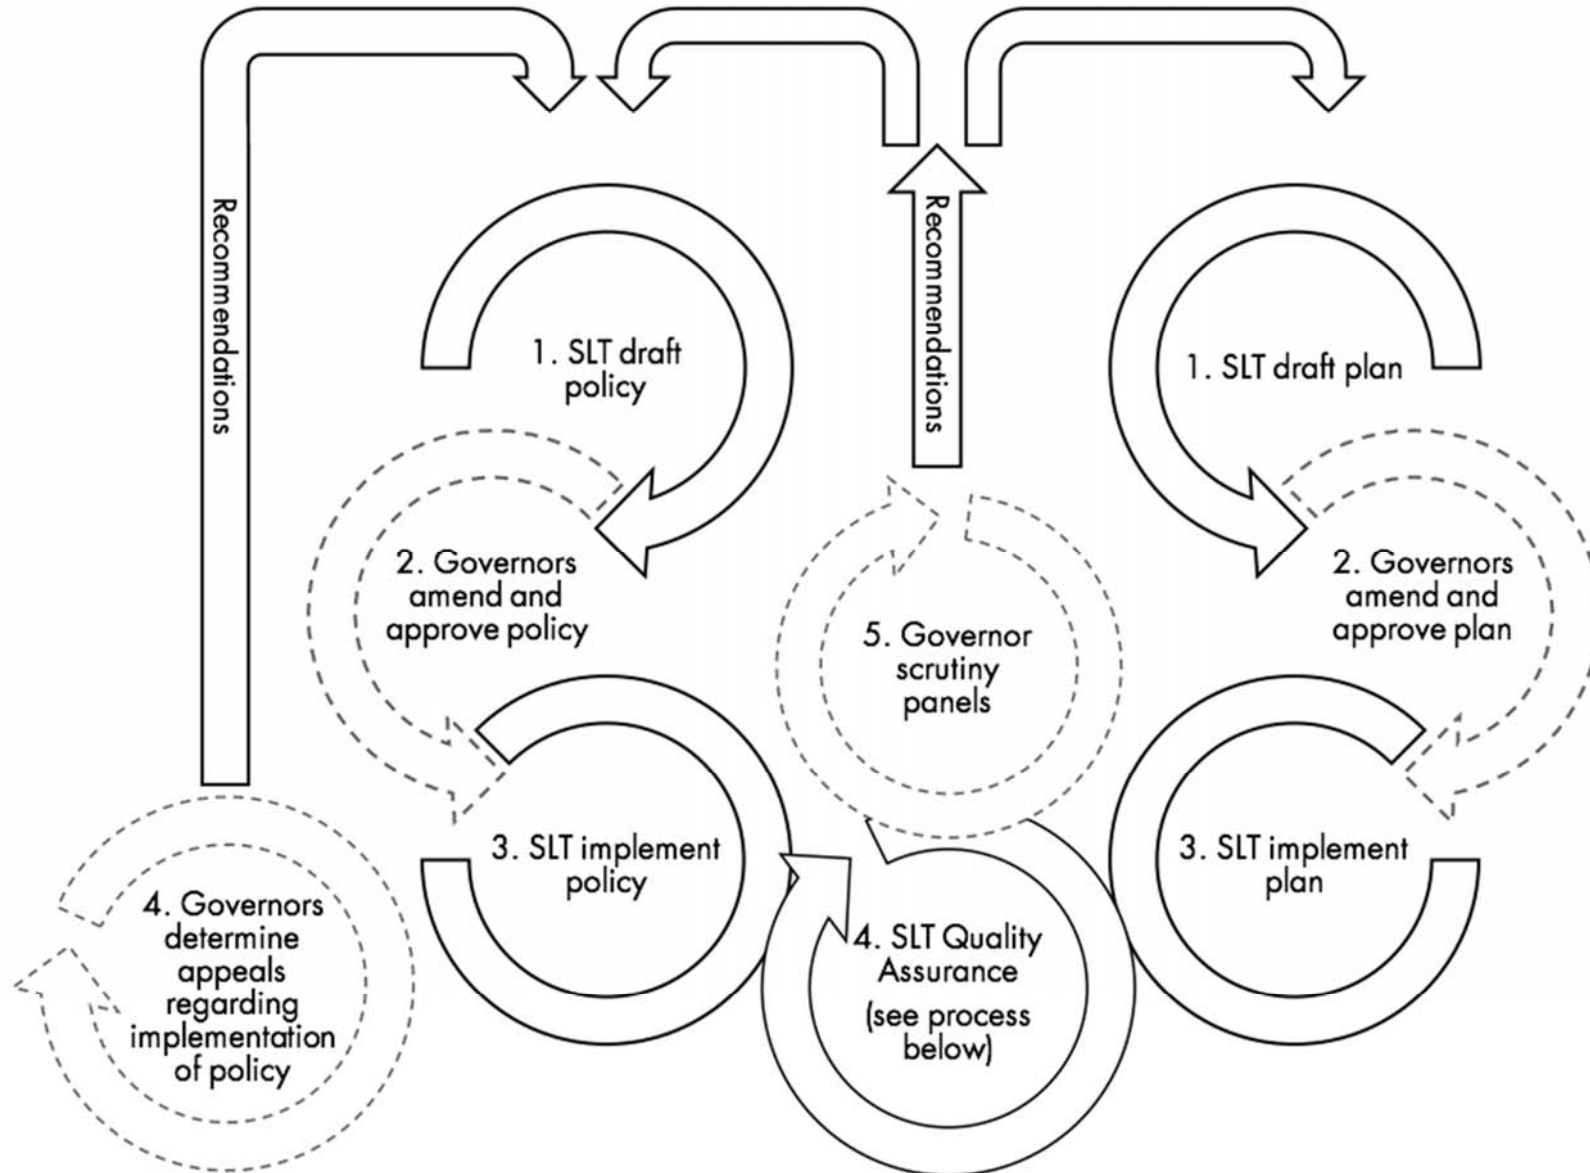 Recommendations
Recommendations
1. SLT draft
policy
1. SLT draft plan
2. Governors
amend and
approve policy
2. Governors
amend and
approve plan
5. Governor
scrutiny
panels
3. SLT implement
policy
3. SLT implement
plan
4. Governors
determine
appeals
regarding
implementation
of policy
4. SLT Quality
Assurance
(see process
below)